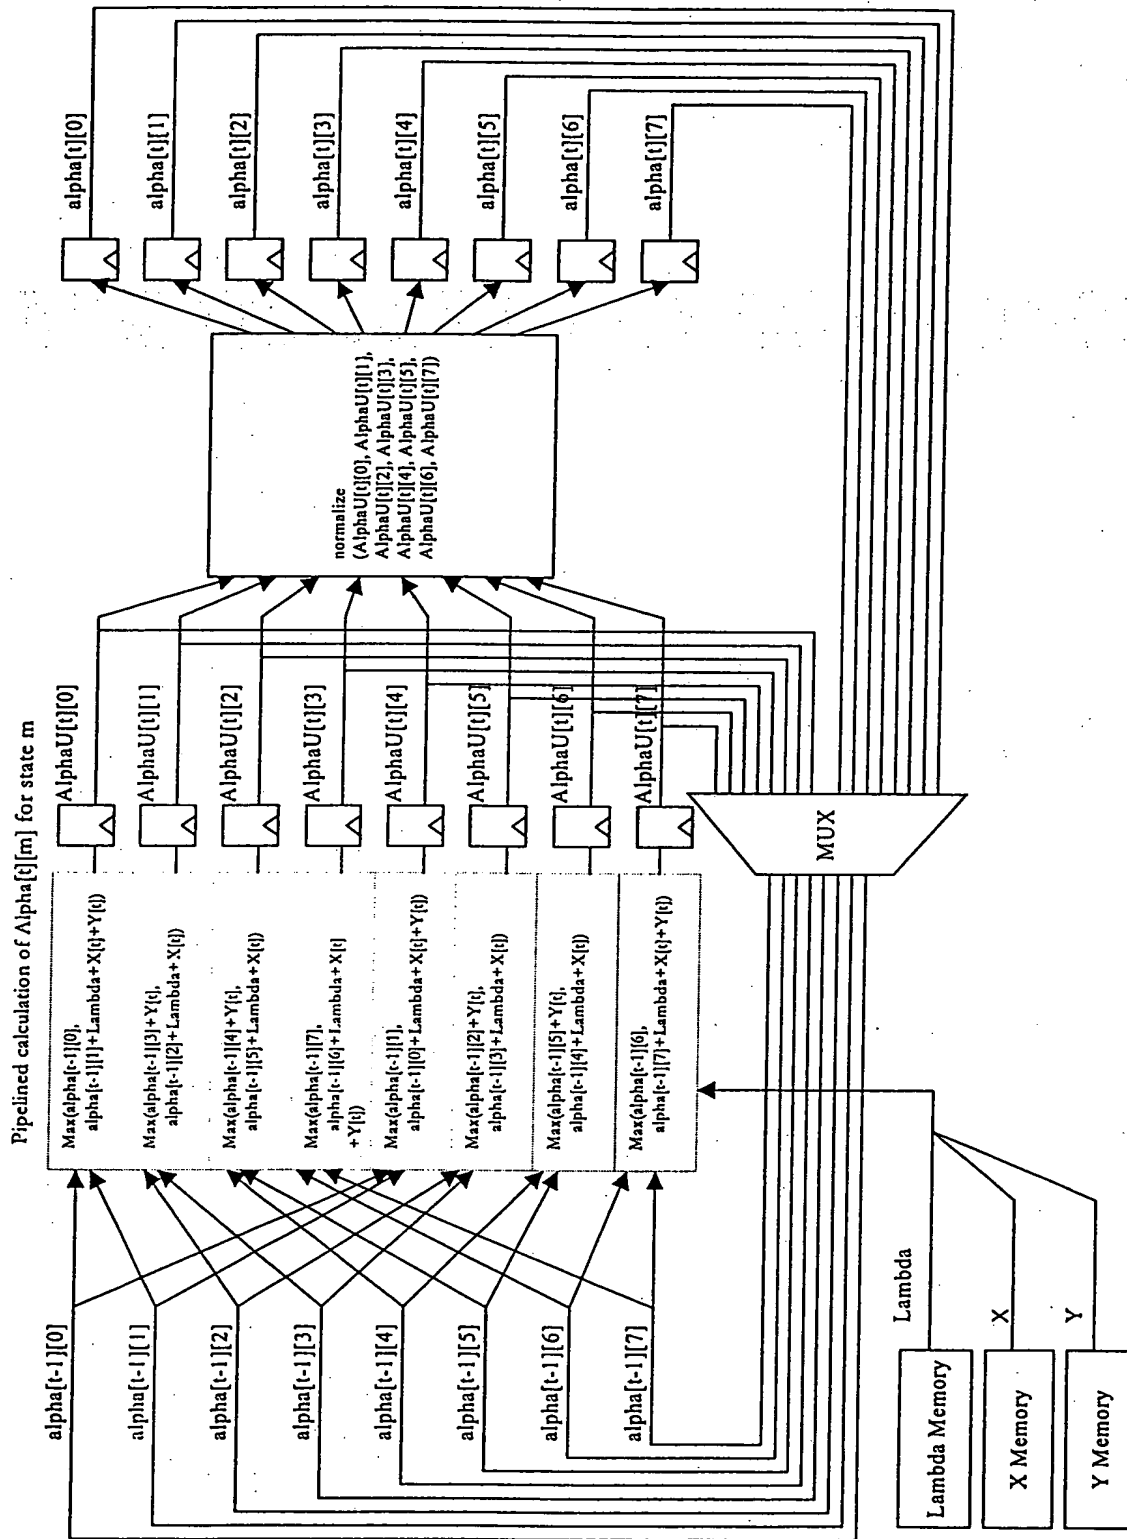 Pipelined calculation of Alpha[t][m] for state m
alpha[t-1][0]
alpha[t-1][1]
alpha[t-1][2]
alpha[t-1][3]
alpha[t-1][4]
alpha[t-1][5]
alpha[t-1][6]
alpha[t-1][7]
Max(alpha[t-1][0],
alpha[t-1][1]+Lambda+X[t]+Y[t])
Max(alpha[t-1][3]+Y[t],
alpha[t-1][2]+Lambda+X[t])
Max(alpha[t-1][4]+Y[t],
alpha[t-1][5]+Lambda+X[t])
Max(alpha[t-1][7],
alpha[t-1][6]+Lambda+X[t]
+Y[t])
Max(alpha[t-1][1],
alpha[t-1][0]+Lambda+X[t]+Y[t])
Max(alpha[t-1][2]+Y[t],
alpha[t-1][3]+Lambda+X[t])
Max(alpha[t-1][5]+Y[t],
alpha[t-1][4]+Lambda+X[t])
Max(alpha[t-1][6],
alpha[t-1][7]+Lambda+X[t]+Y[t])
AlphaU[t][0]
AlphaU[t][1]
AlphaU[t][2]
AlphaU[t][3]
AlphaU[t][4]
AlphaU[t][5]
AlphaU[t][6]
AlphaU[t][7]
normalize
(AlphaU[t][0], AlphaU[t][1],
AlphaU[t][2], AlphaU[t][3],
AlphaU[t][4], AlphaU[t][5],
AlphaU[t][6], AlphaU[t][7])
alpha[t][0]
alpha[t][1]
alpha[t][2]
alpha[t][3]
alpha[t][4]
alpha[t][5]
alpha[t][6]
alpha[t][7]
MUX
Lambda Memory
Lambda
X Memory
X
Y Memory
Y